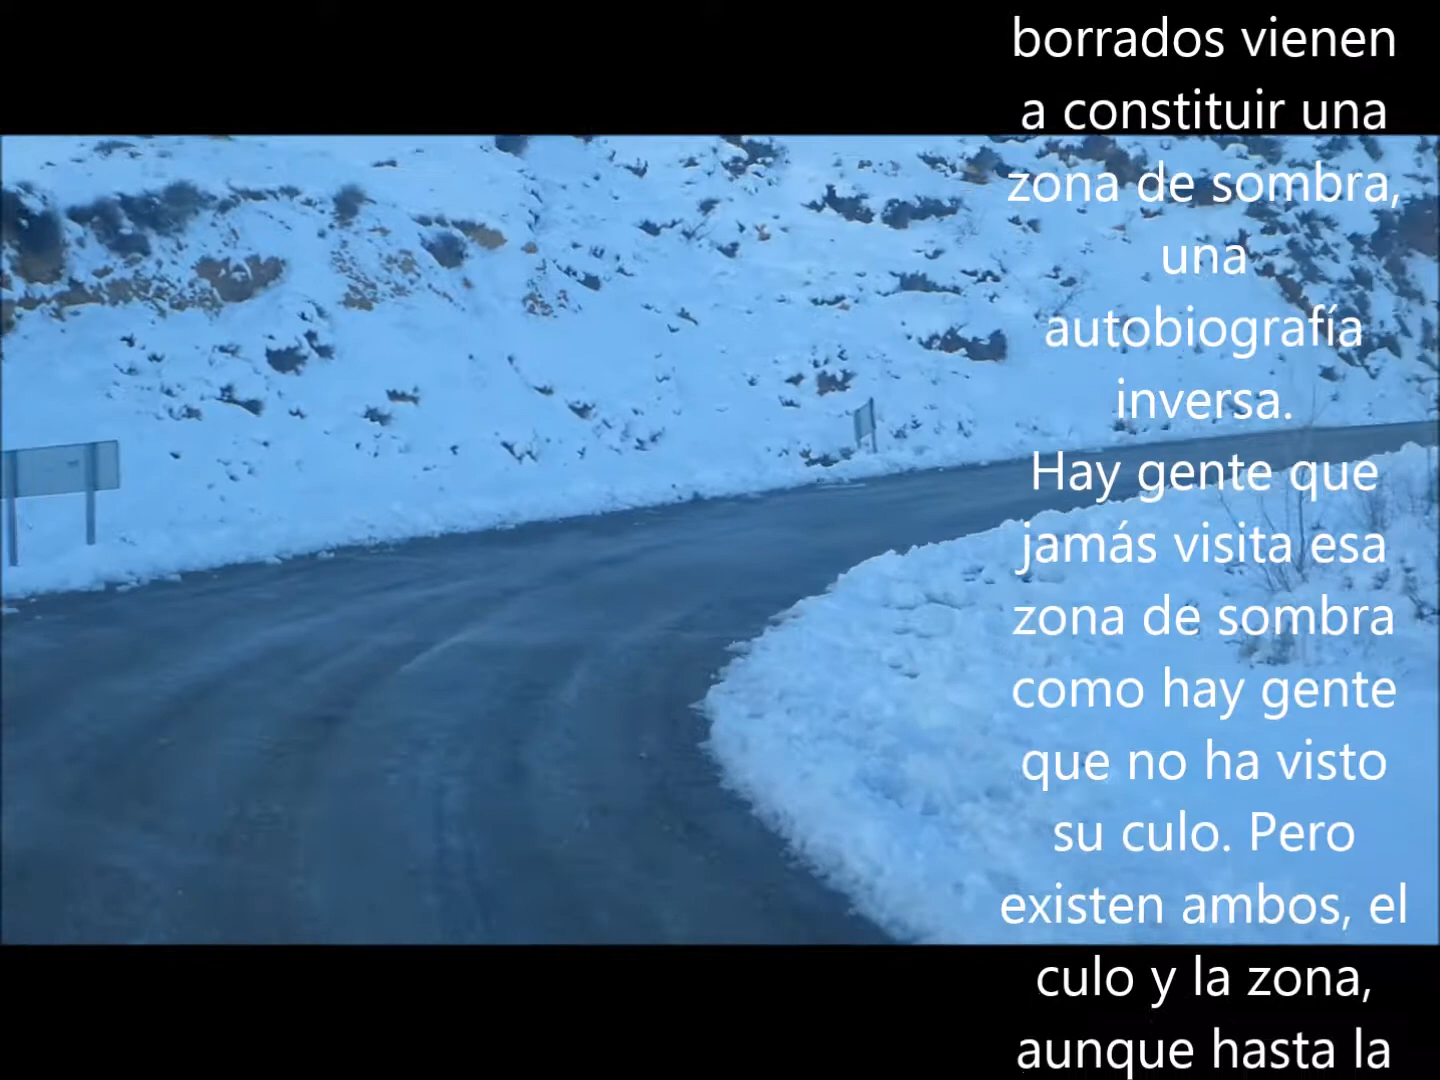 borrados vienen
a constituir una
zona de sombra,
una
autobiografía
inversa.
Hay gente que
jamás visita esa
zona de sombra
como hay gente
que no ha visto
su culo. Pero
existen ambos, el
culo y la zona,
aunque hasta la